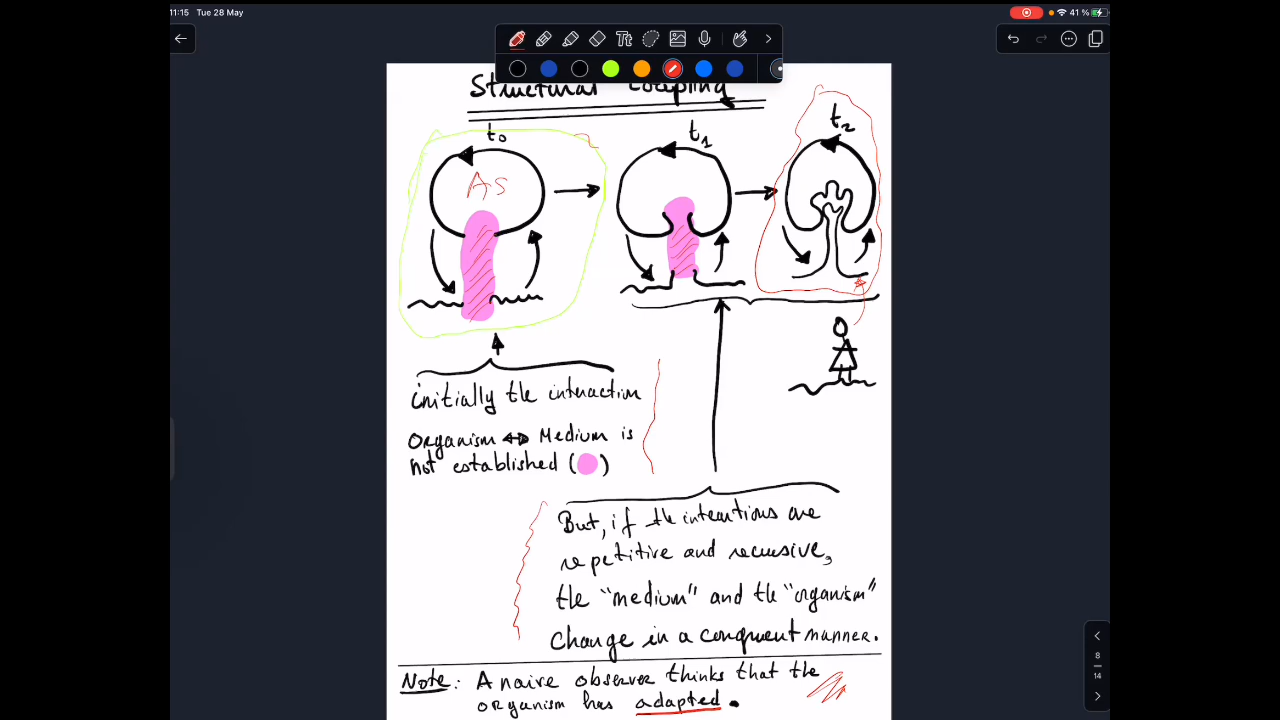 11:15 Tue 28 May
41 %
Structural Coupling
t0
t1
t2
As
initially the interaction
Organism ↔ Medium is
not established ( )
But, if the interactions are
repetitive and recursive,
the "medium" and the "organism"
change in a congruent manner.
Note: A naive observer thinks that the
organism has adapted.
8
14